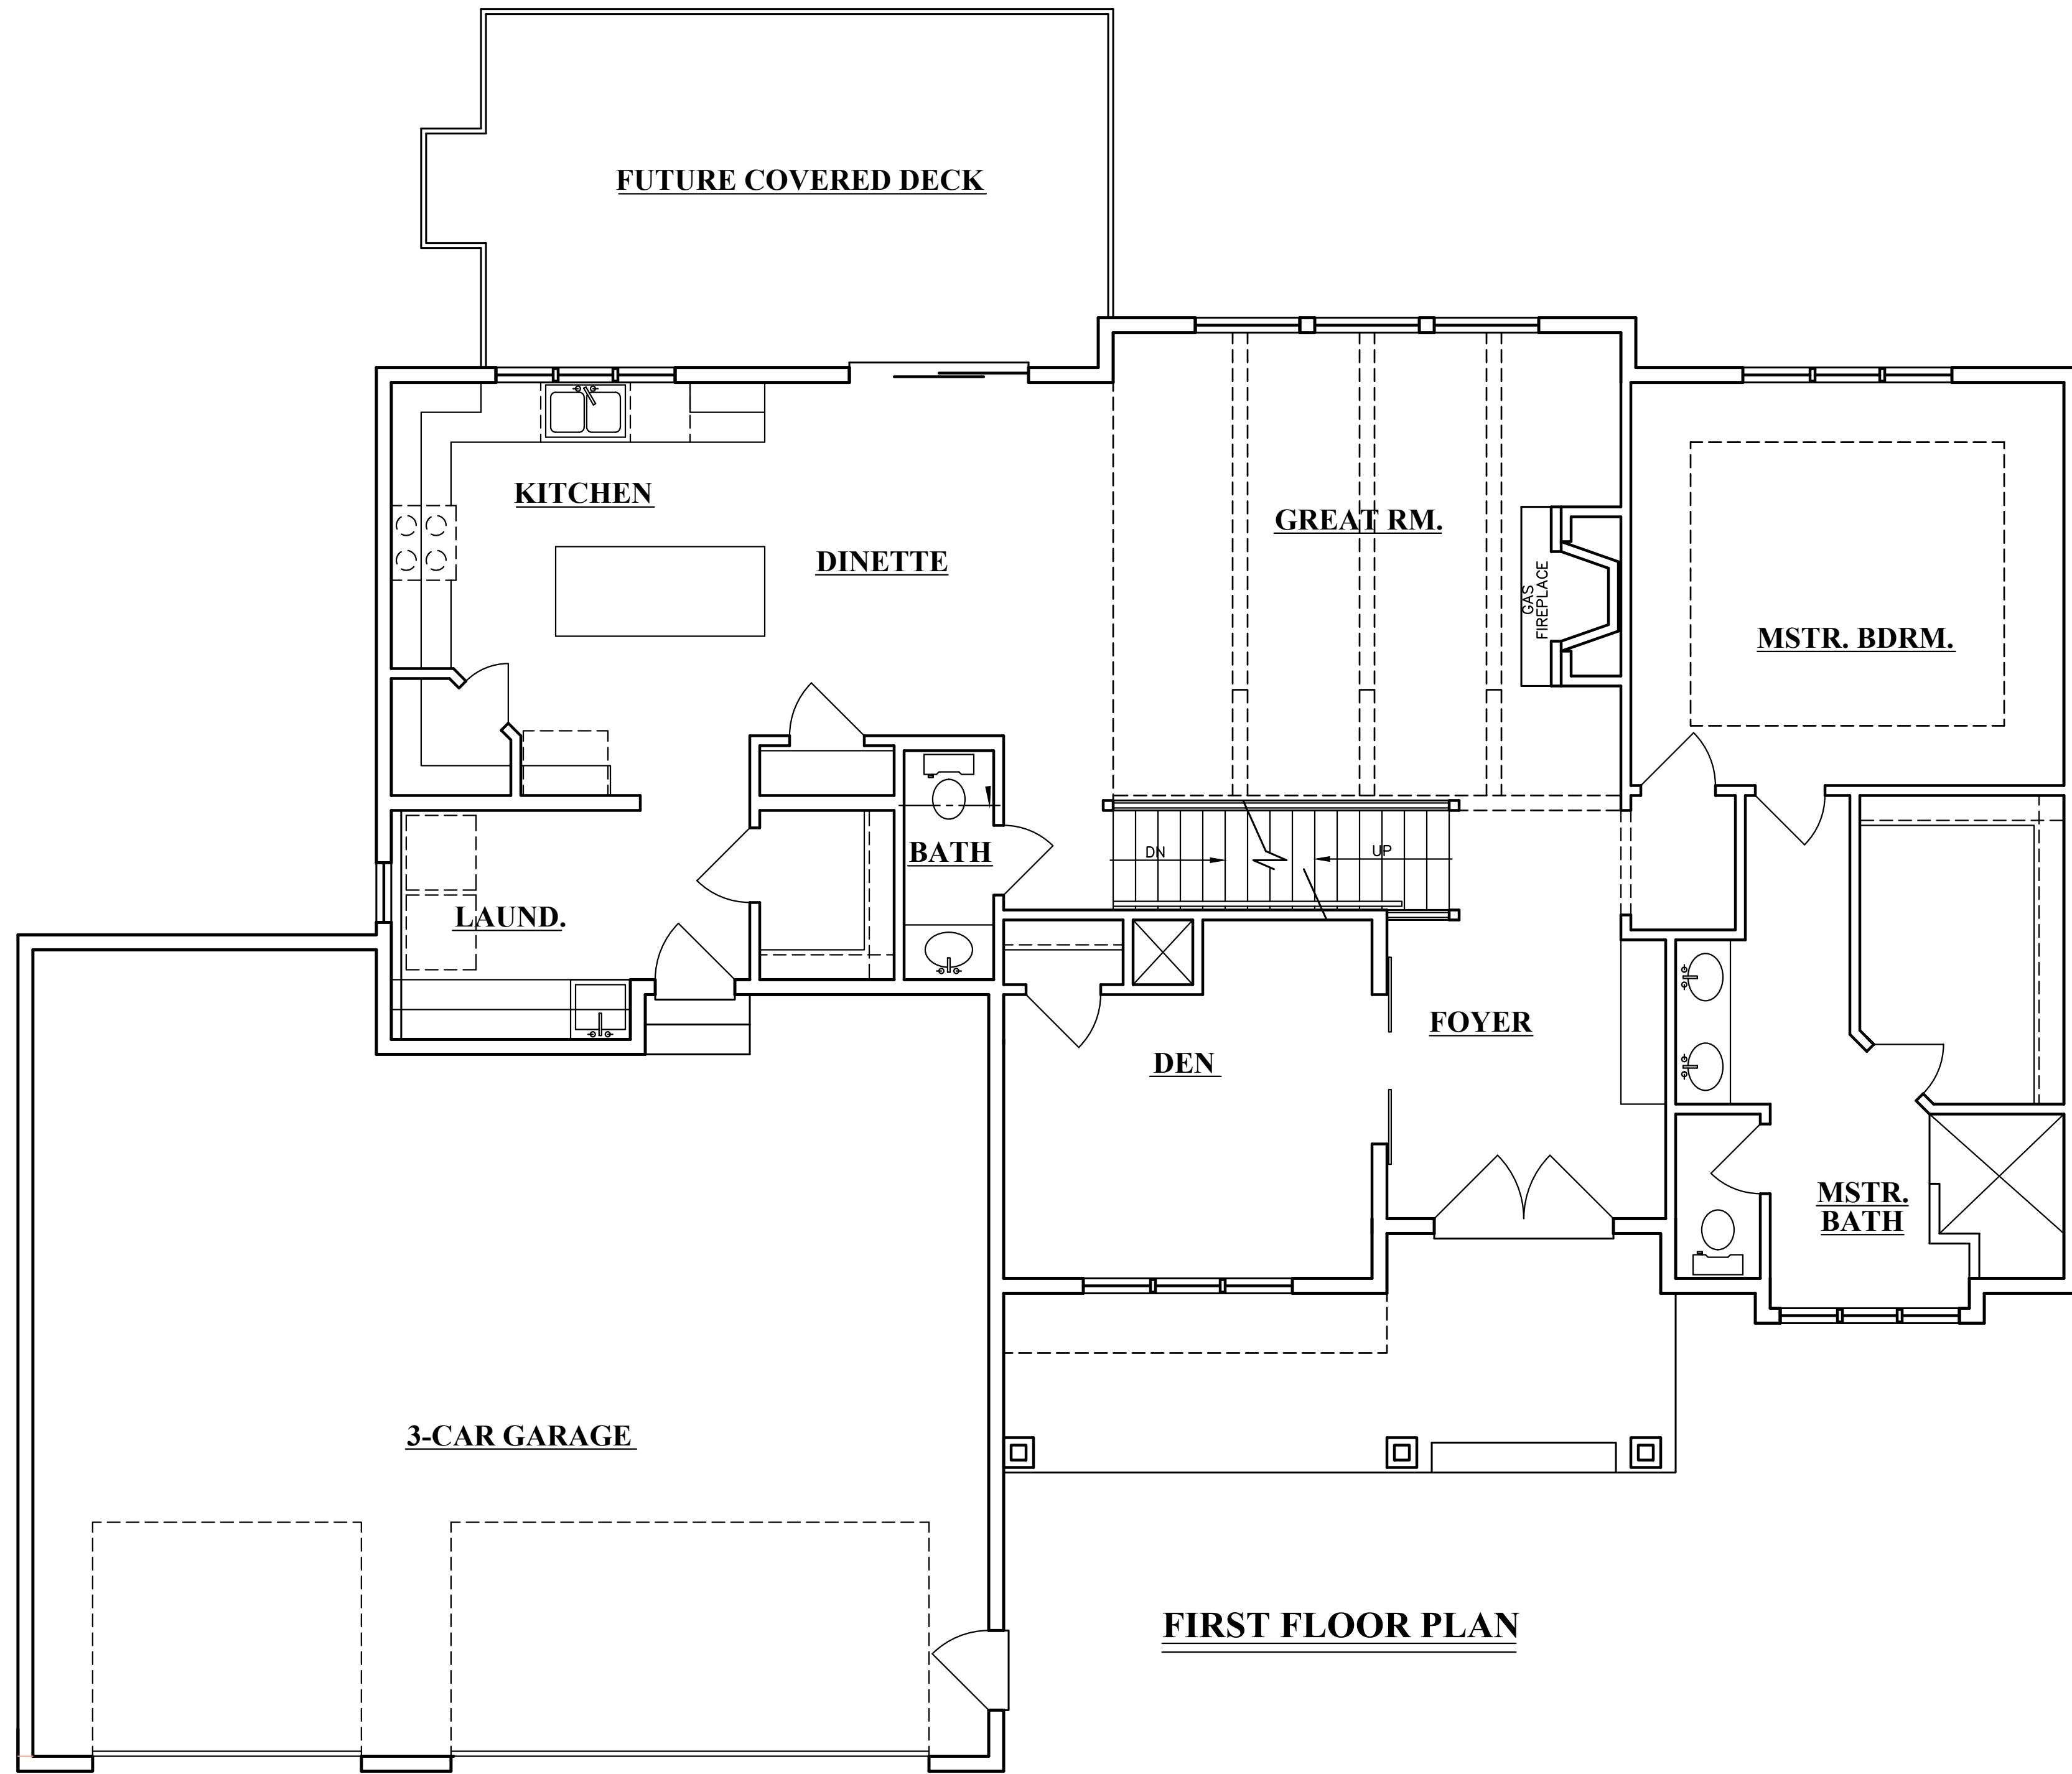 FUTURE COVERED DECK
KITCHEN
GREAT RM.
DINETTE
GAS
FIREPLACE
MSTR. BDRM.
DN
UP
BATH
LAUND.
FOYER
DEN
MSTR.
BATH
3-CAR GARAGE
FIRST FLOOR PLAN